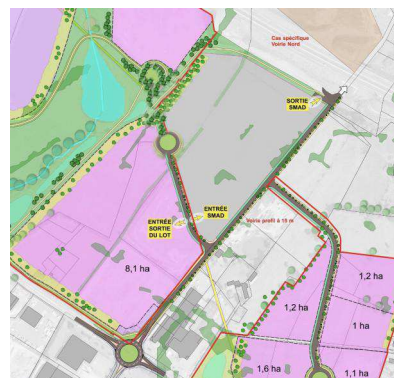 Cas spécifique
Voirie Nord
SORTIE
SMAD
ENTRÉE
SMAD
ENTRÉE
SORTIE
DU LOT
Voirie profil à 15 m
8,1 ha
1,2 ha
1,2 ha
1 ha
1,6 ha
1,1 ha